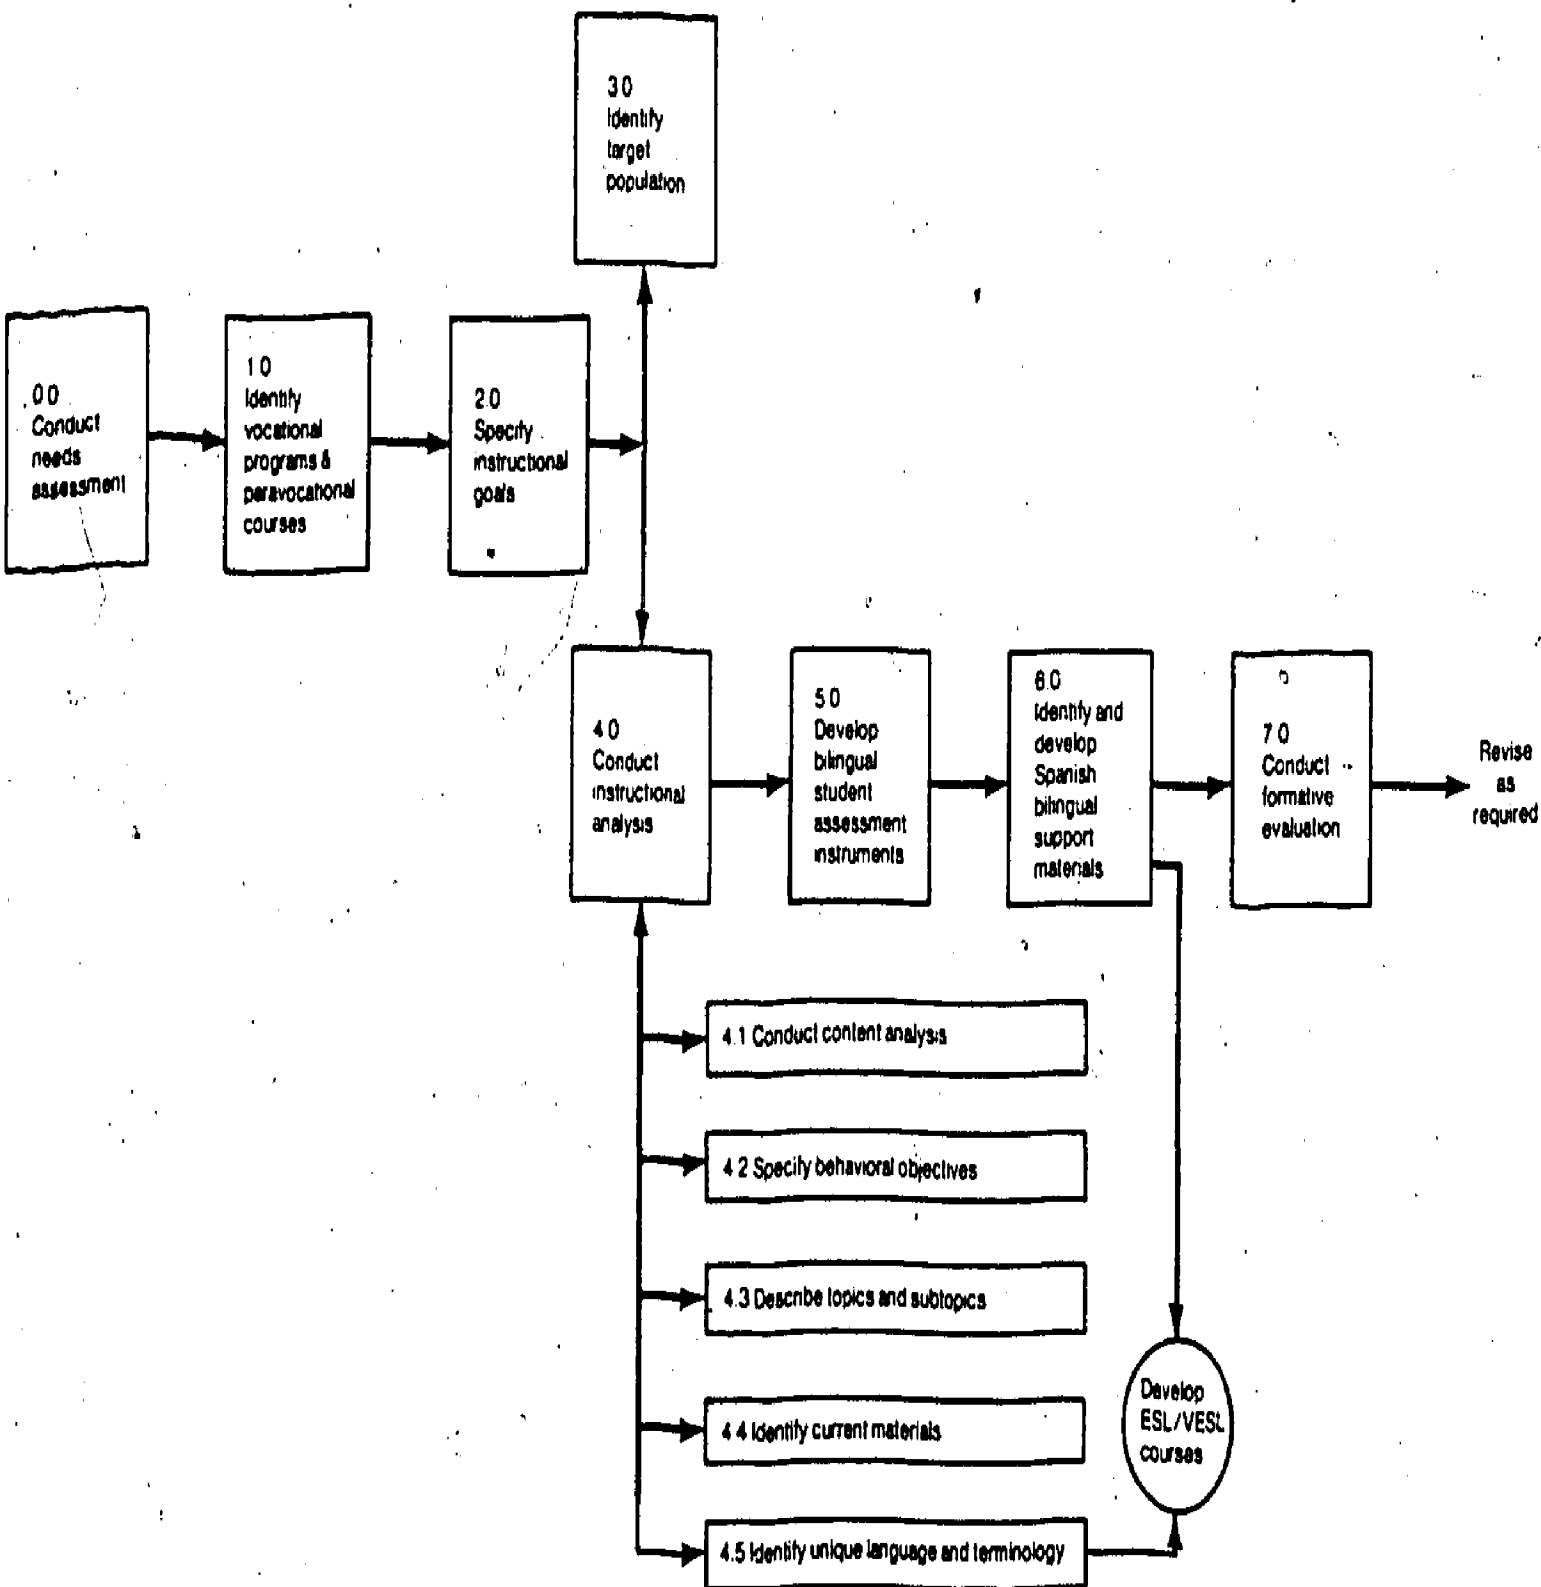 3 0
Identify
target
population
0 0
Conduct
needs
assessment
1 0
Identify
vocational
programs &
paravocational
courses
2.0
Specify
instructional
goals
4 0
Conduct
instructional
analysis
5 0
Develop
bilingual
student
assessment
instruments
6.0
Identify and
develop
Spanish
bilingual
support
materials
7 0
Conduct
formative
evaluation
Revise
as
required
4.1 Conduct content analysis
4 2 Specify behavioral objectives
4.3 Describe topics and subtopics
4 4 Identify current materials
4.5 Identify unique language and terminology
Develop
ESL/VESL
courses